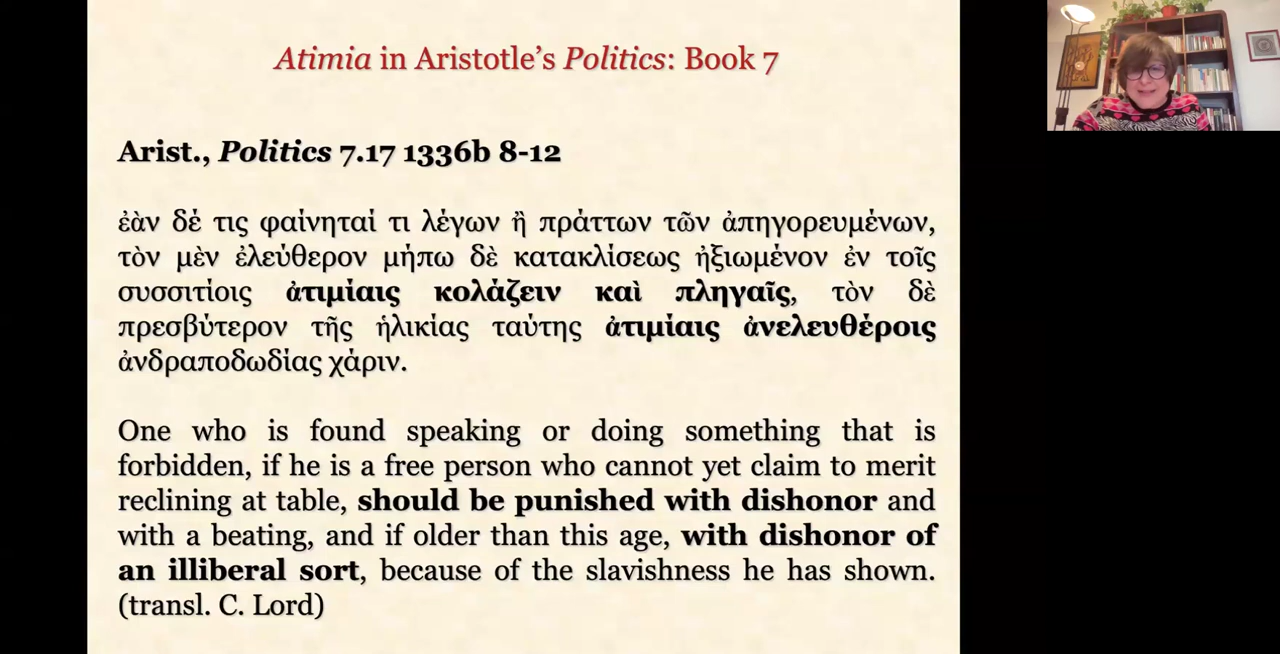 Atimia in Aristotle's Politics: Book 7
Arist., Politics 7.17 1336b 8-12
ἐὰν δέ τις φαίνηταί τι λέγων ἢ πράττων τῶν ἀπηγορευμένων,
τὸν μὲν ἐλεύθερον μήπω δὲ κατακλίσεως ἠξιωμένον ἐν τοῖς
συσσιτίοις ἀτιμίαις κολάζειν καὶ πληγαῖς, τὸν δὲ
πρεσβύτερον τῆς ἡλικίας ταύτης ἀτιμίαις ἀνελευθέροις
ἀνδραποδωδίας χάριν.
One who is found speaking or doing something that is
forbidden, if he is a free person who cannot yet claim to merit
reclining at table, should be punished with dishonor and
with a beating, and if older than this age, with dishonor of
an illiberal sort, because of the slavishness he has shown.
(transl. C. Lord)